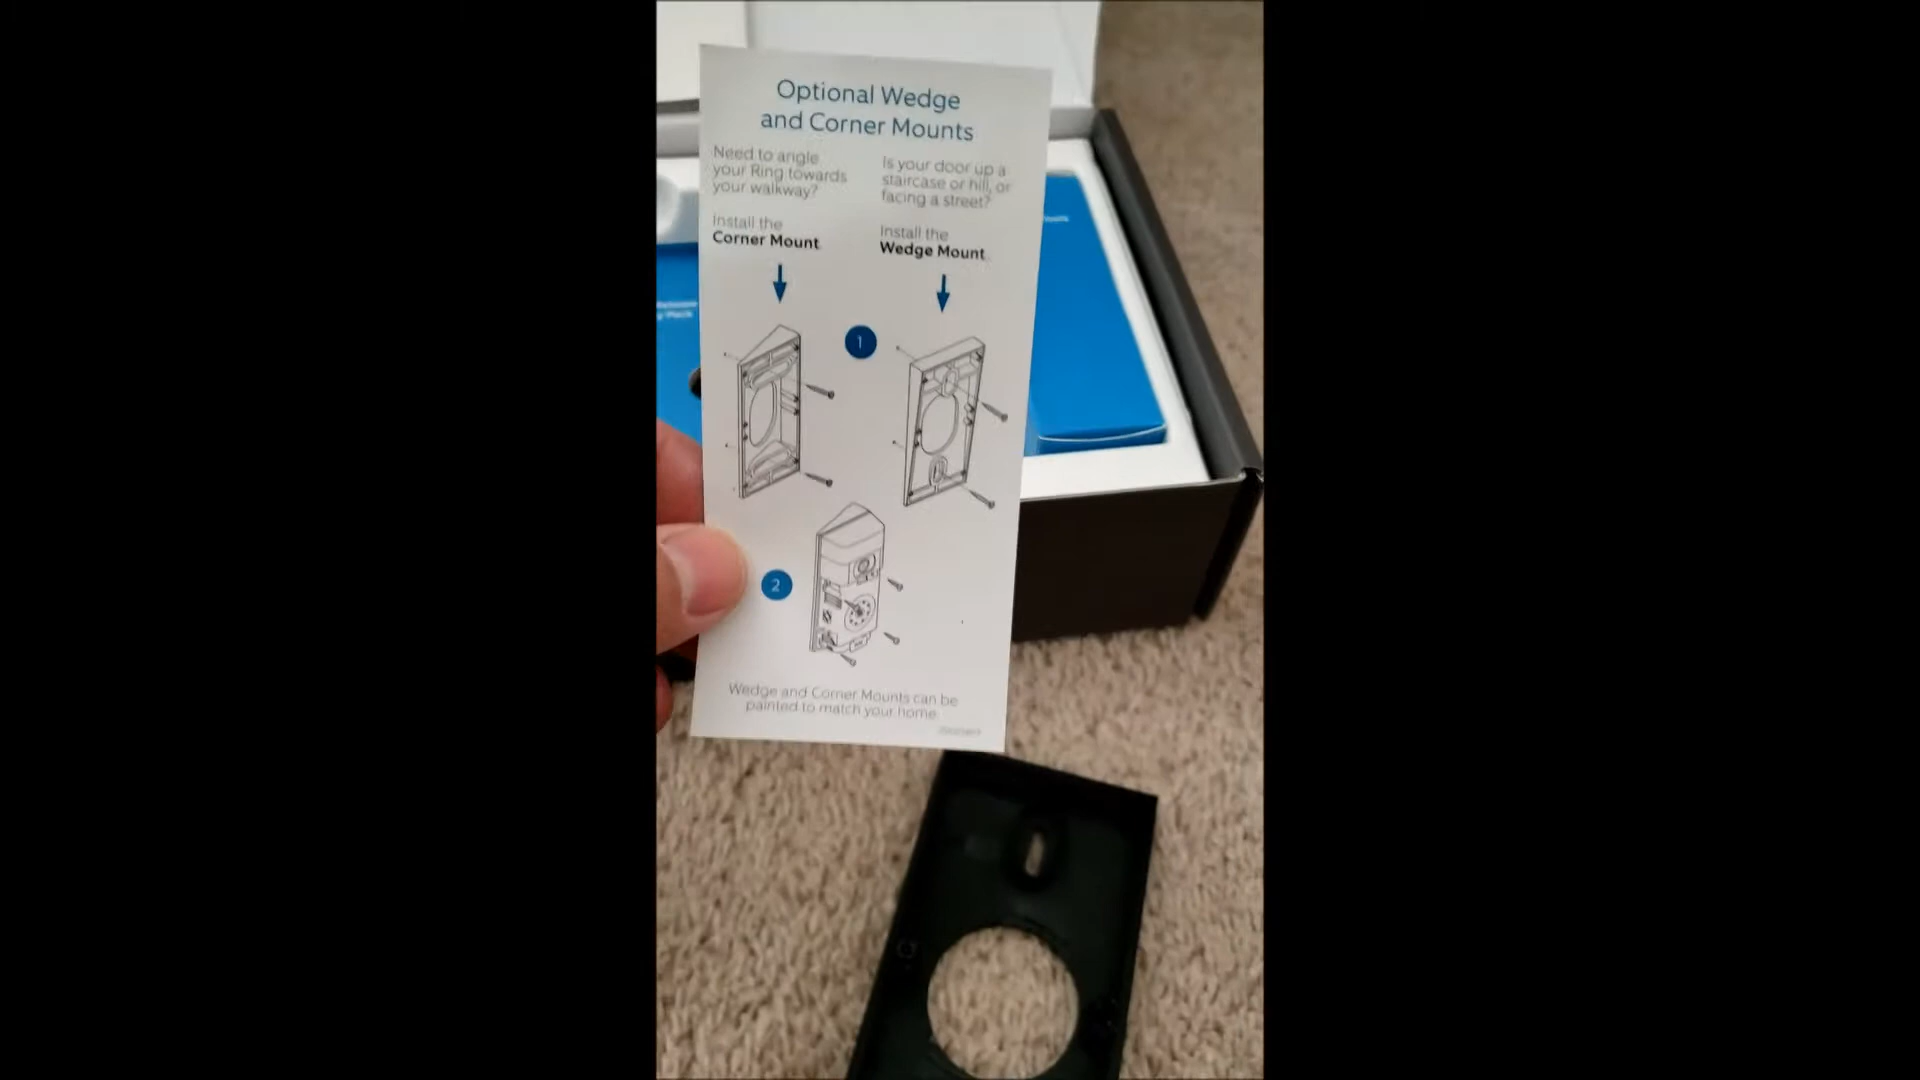 Optional Wedge
and Corner Mounts
Need to angle
your Ring towards
your walkway?
Install the
Corner Mount
Is your door up a
staircase or hill, or
facing a street?
Install the
Wedge Mount
1
2
Wedge and Corner Mounts can be
painted to match your home.